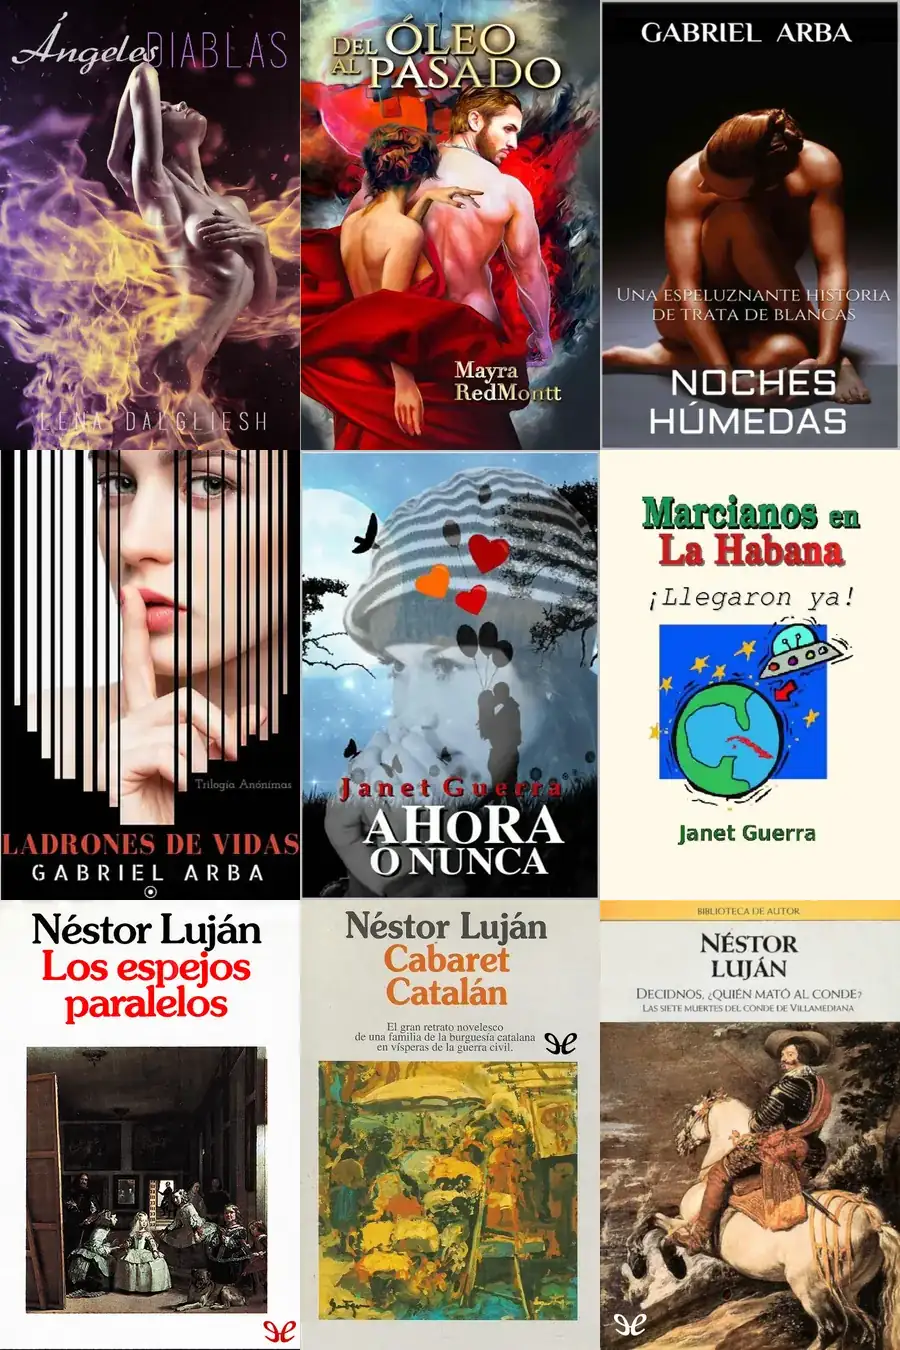 Ángeles DIABLAS
LENA DALGLIESH
DEL ÓLEO
AL PASADO
Mayra
RedMontt
GABRIEL ARBA
UNA ESPELUZNANTE HISTORIA
DE TRATA DE BLANCAS
NOCHES
HÚMEDAS
Trilogía Anónimas
LADRONES DE VIDAS
GABRIEL ARBA
Janet Guerra
AHORA
O NUNCA
Marcianos en
La Habana
¡Llegaron ya!
Janet Guerra
Néstor Luján
Los espejos
paralelos
Néstor Luján
Cabaret
Catalán
El gran retrato novelesco
de una familia de la burguesía catalana
en vísperas de la guerra civil.
BIBLIOTECA DE AUTOR
NÉSTOR
LUJÁN
DECIDNOS, ¿QUIÉN MATÓ AL CONDE?
LAS SIETE MUERTES DEL CONDE DE VILLAMEDIANA